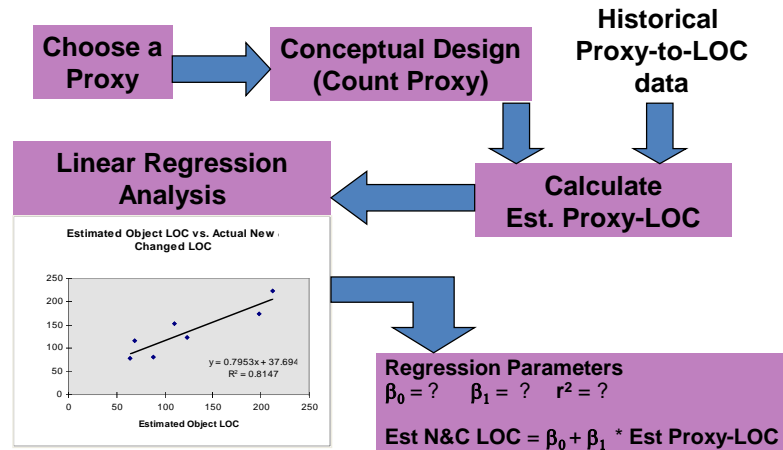 Choose a
Proxy
Conceptual Design
(Count Proxy)
Historical
Proxy-to-LOC
data
Linear Regression
Analysis
Calculate
Est. Proxy-LOC
Estimated Object LOC vs. Actual New
Changed LOC
250
200
150
100
50
0
y = 0.7953x + 37.694
R² = 0.8147
0 50 100 150 200 250
Estimated Object LOC
Regression Parameters
β₀ = ? β₁ = ? r² = ?
Est N&C LOC = β₀ + β₁ * Est Proxy-LOC